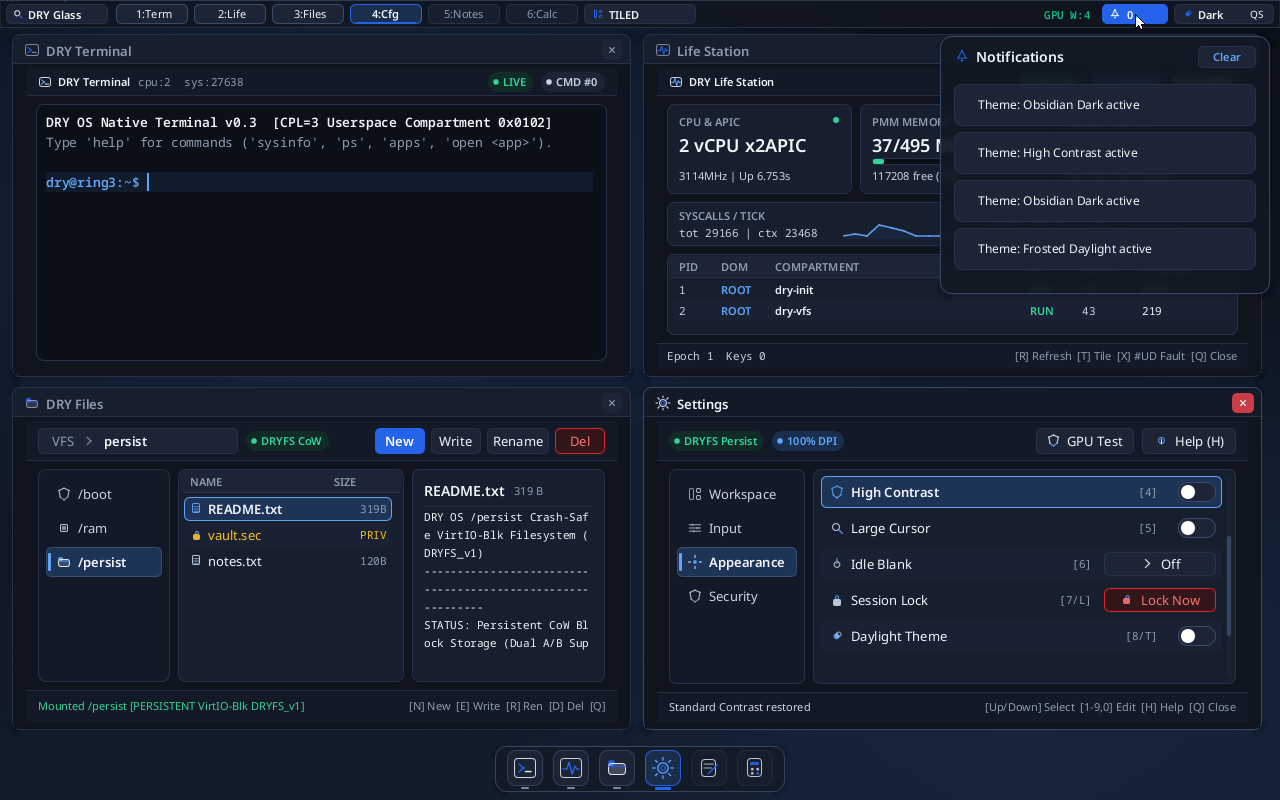 DRY Glass
1:Term
2:Life
3:Files
4:Cfg
5:Notes
6:Calc
TILED
GPU W:4
0
Dark
QS
DRY Terminal
×
DRY Terminal cpu:2 sys:27638
LIVE
CMD #0
DRY OS Native Terminal v0.3 [CPL=3 Userspace Compartment 0x0102]
Type 'help' for commands ('sysinfo', 'ps', 'apps', 'open <app>').
dry@ring3:~$
Life Station
DRY Life Station
CPU & APIC
2 vCPU x2APIC
3114MHz | Up 6.753s
PMM MEMOR
37/495 M
117208 free (
SYSCALLS / TICK
tot 29166 | ctx 23468
PID DOM COMPARTMENT
1 ROOT dry-init
2 ROOT dry-vfs RUN 43 219
Epoch 1 Keys 0
[R] Refresh [T] Tile [X] #UD Fault [Q] Close
Notifications
Clear
Theme: Obsidian Dark active
Theme: High Contrast active
Theme: Obsidian Dark active
Theme: Frosted Daylight active
DRY Files
×
VFS > persist
DRYFS CoW
New
Write
Rename
Del
/boot
/ram
/persist
NAME SIZE
README.txt 319B
vault.sec PRIV
notes.txt 120B
README.txt 319 B
DRY OS /persist Crash-Saf
e VirtIO-Blk Filesystem (
DRYFS_v1)
-------------------------
-------------------------
---------
STATUS: Persistent CoW Bl
ock Storage (Dual A/B Sup
Mounted /persist [PERSISTENT VirtIO-Blk DRYFS_v1]
[N] New [E] Write [R] Ren [D] Del [Q]
Settings
×
DRYFS Persist
100% DPI
GPU Test
Help (H)
Workspace
Input
Appearance
Security
High Contrast [4]
Large Cursor [5]
Idle Blank [6] > Off
Session Lock [7/L] Lock Now
Daylight Theme [8/T]
Standard Contrast restored
[Up/Down] Select [1-9,0] Edit [H] Help [Q] Close